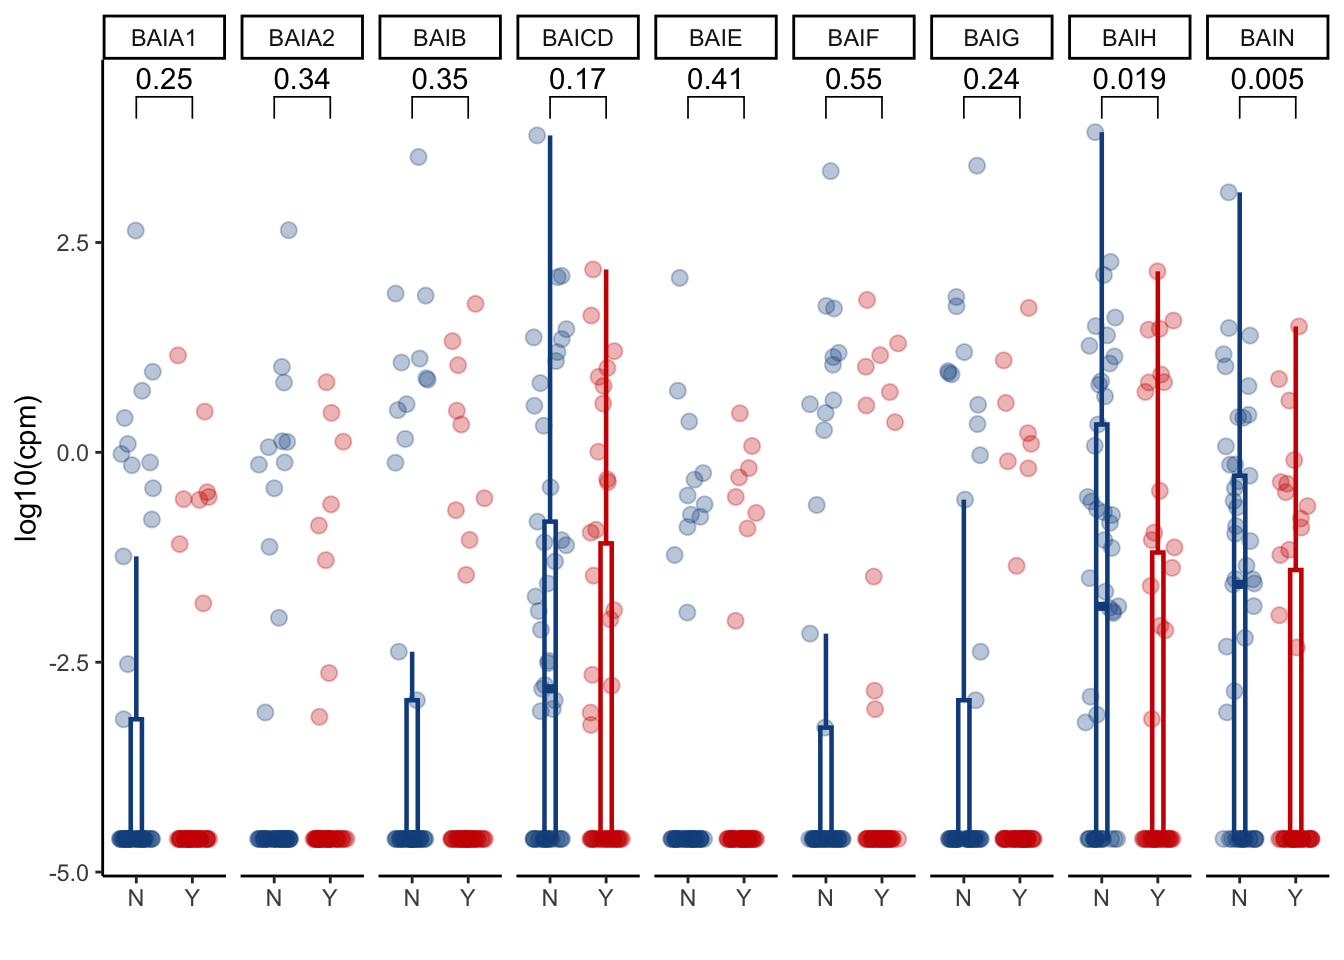 BAIA1 BAIA2 BAIB BAICD BAIE BAIF BAIG BAIH BAIN
0.25 0.34 0.35 0.17 0.41 0.55 0.24 0.019 0.005
log10(cpm)
2.5
0.0
-2.5
-5.0
N Y N Y N Y N Y N Y N Y N Y N Y N Y